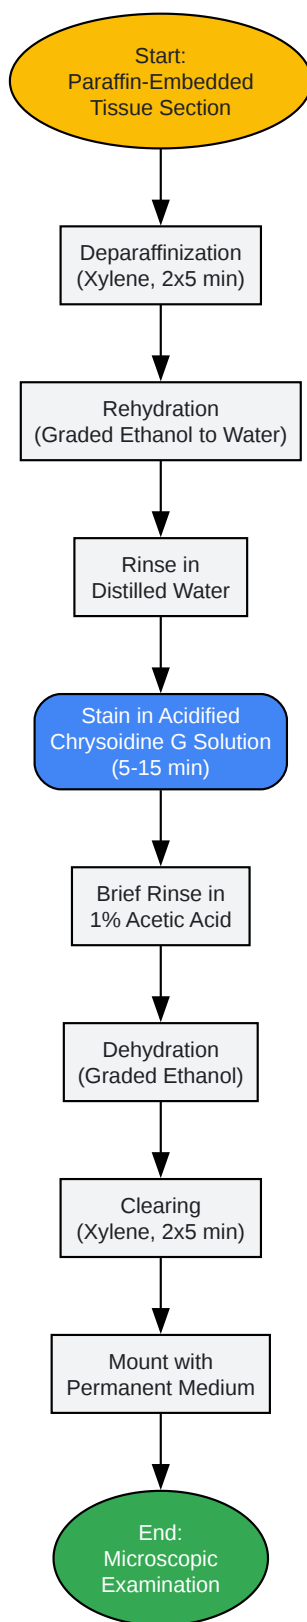 Start:
Paraffin-Embedded
Tissue Section
Deparaffinization
(Xylene, 2x5 min)
Rehydration
(Graded Ethanol to Water)
Rinse in
Distilled Water
Stain in Acidified
Chrysoidine G Solution
(5-15 min)
Brief Rinse in
1% Acetic Acid
Dehydration
(Graded Ethanol)
Clearing
(Xylene, 2x5 min)
Mount with
Permanent Medium
End:
Microscopic
Examination